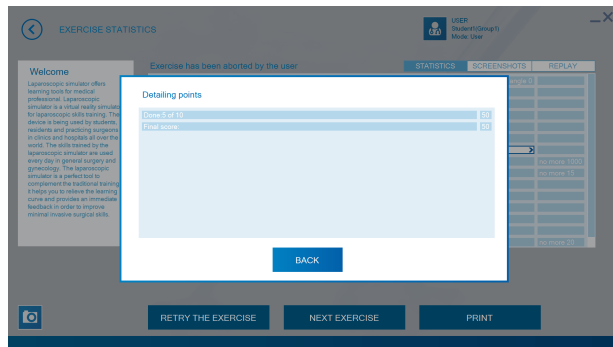 EXERCISE STATISTICS
USER
Student1(Group1)
Mode: User
Exercise has been aborted by the user
STATISTICS SCREENSHOTS REPLAY
Welcome
Laparoscopic simulator offers
learning tools for medical
professional. Laparoscopic
simulator is a virtual reality simulato
for laparoscopic skills training. The
device is being used by students,
residents and practicing surgeons
in clinics and hospitals all over the
world. The skills trained by the
laparoscopic simulator are used
every day in general surgery and
gynecology. The laparoscopic
simulator is a perfect tool to
complement the traditional training
it helps you to relieve the learning
curve and provides an immediate
feedback in order to improve
minimal invasive surgical skills.
Detailing points
Done 5 of 10 50
Final score: 50
no more 1000
no more 15
no more 20
BACK
RETRY THE EXERCISE NEXT EXERCISE PRINT